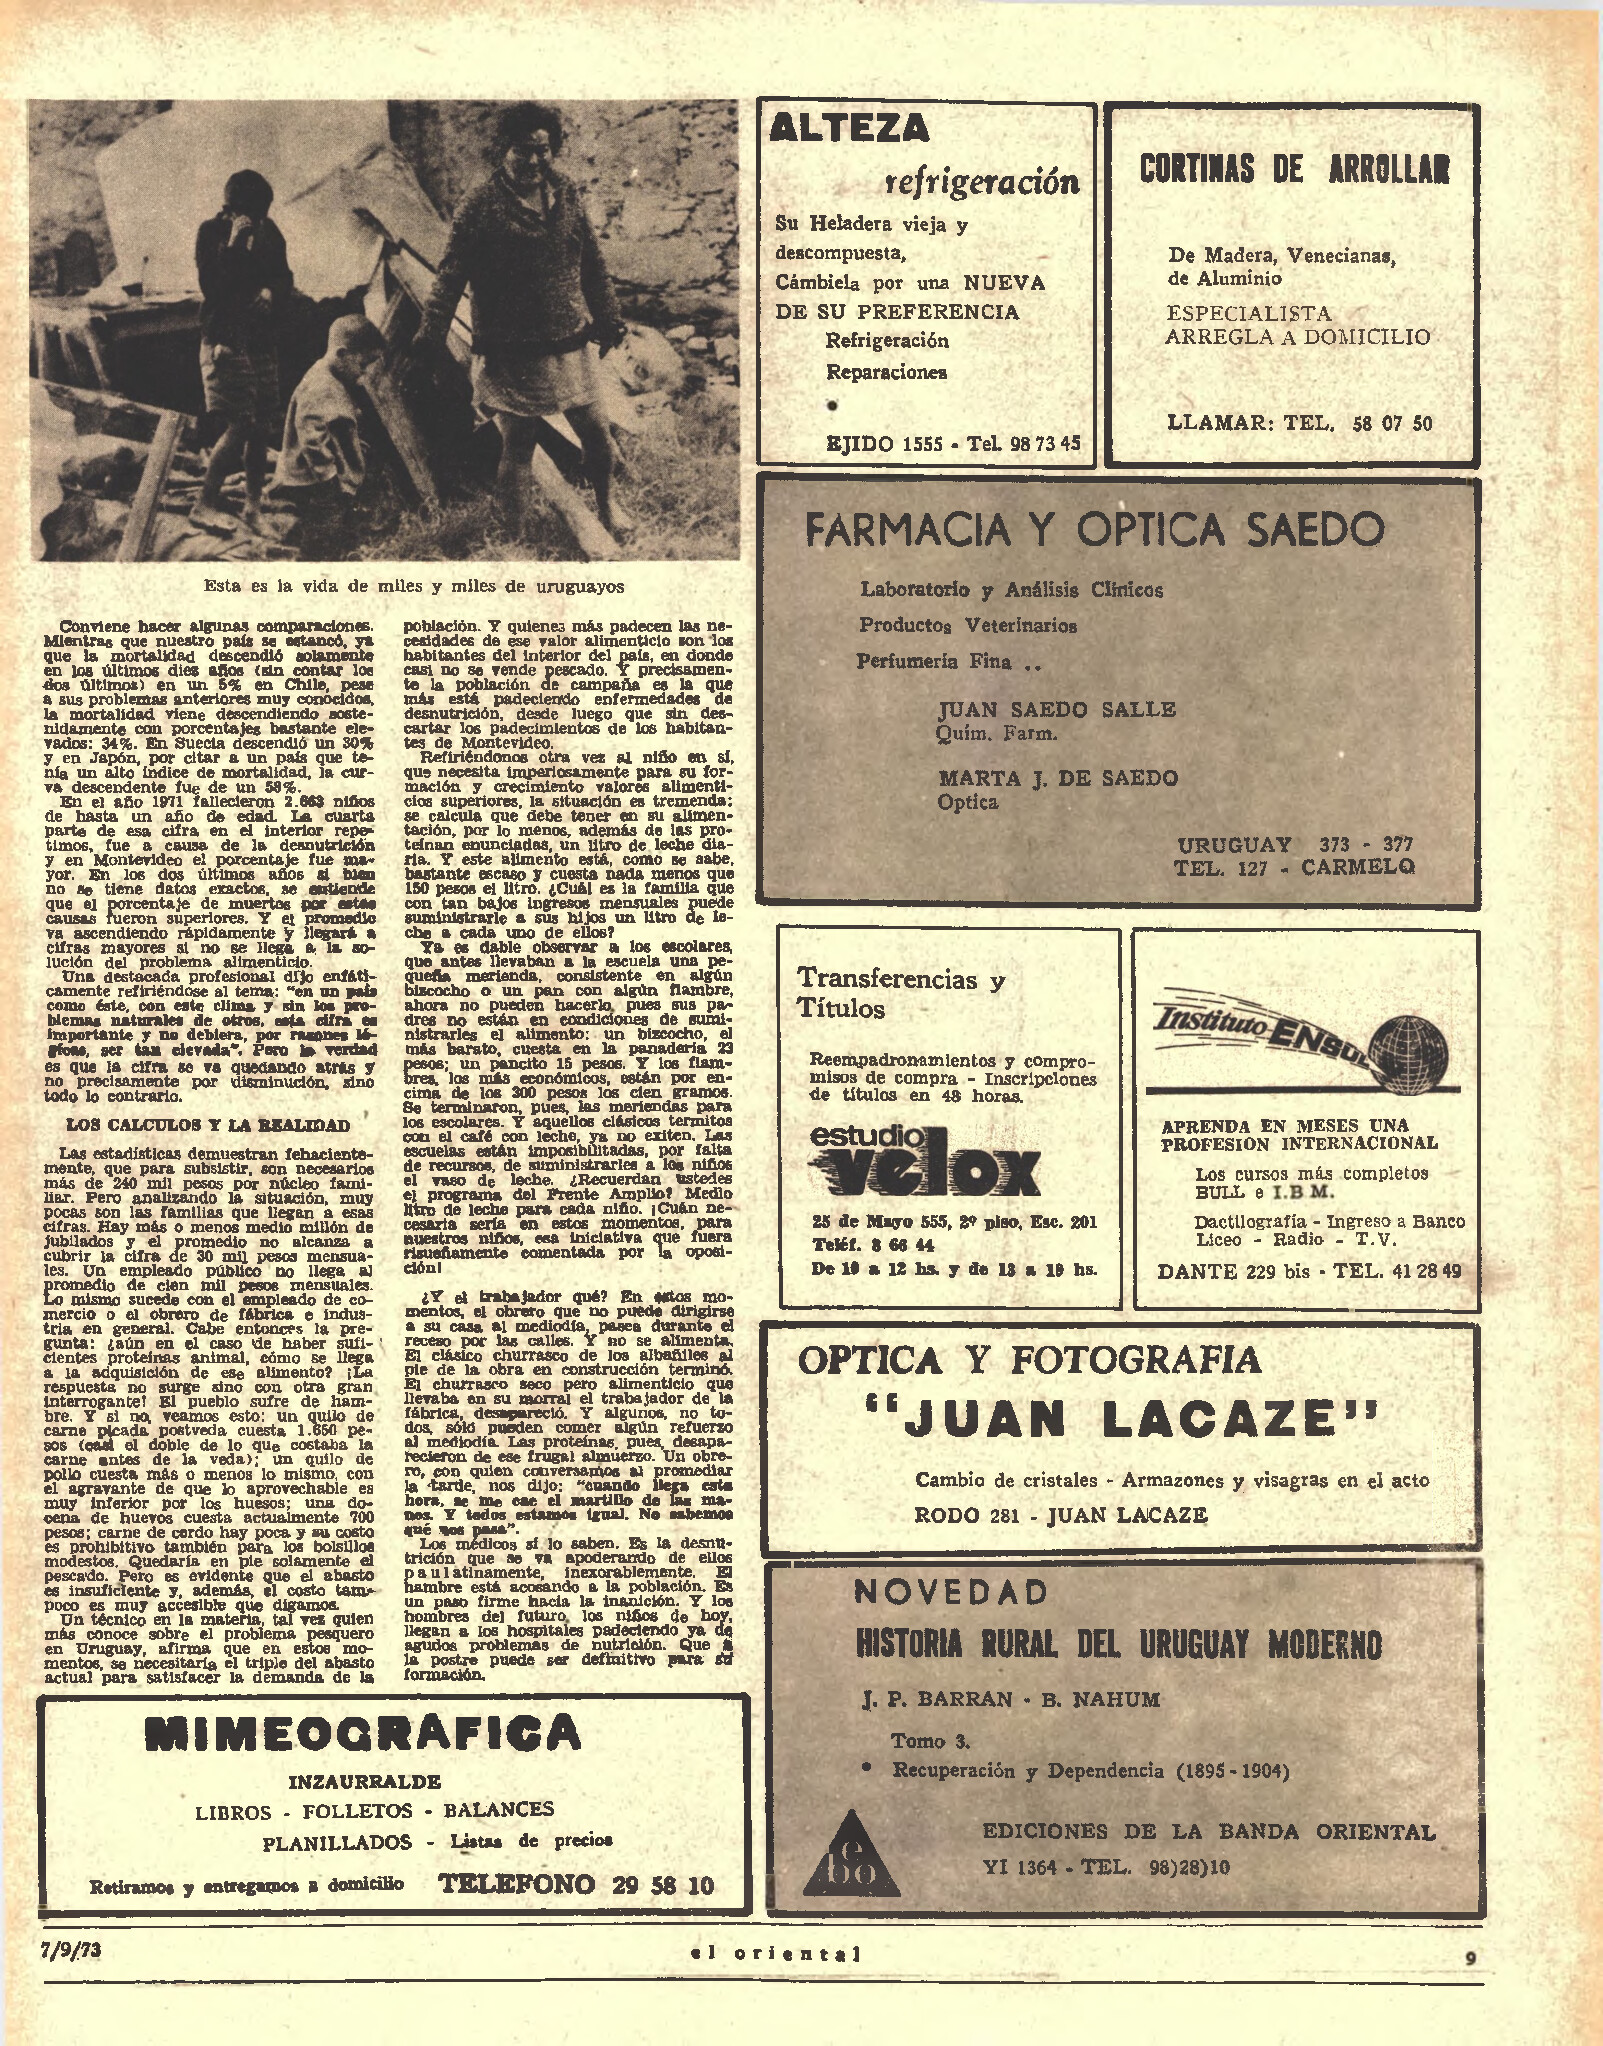 Esta es la vida de miles y miles de uruguayos
Conviene hacer algunas comparaciones.
Mientras que nuestro país se estancó, ya
que la mortalidad descendió solamente
en los últimos dies años (sin contar los
dos últimos) en un 5% en Chile, pese
a sus problemas anteriores muy conocidos,
la mortalidad viene descendiendo soste-
nidamente con porcentajes bastante ele-
vados: 34%. En Suecia descendió un 30%
y en Japón, por citar a un país que te-
nía un alto índice de mortalidad, la cur-
va descendente fue de un 58%.
En el año 1971 fallecieron 2.663 niños
de hasta un año de edad. La cuarta
parte de esa cifra en el interior repe-
timos, fue a causa de la desnutrición
y en Montevideo el porcentaje fue ma-
yor. En los dos últimos años si bien
no se tiene datos exactos, se entiende
que el porcentaje de muertos por estas
causas fueron superiores. Y el promedio
va ascendiendo rápidamente y llegará a
cifras mayores si no se llega a la so-
lución del problema alimenticio.
Una destacada profesional dijo enfáti-
camente refiriéndose al tema: "en un país
como éste, con este clima y sin los pro-
blemas naturales de otros, esta cifra es
importante y no debiera, por razones ló-
gicas, ser tan elevada". Pero la verdad
es que la cifra se va quedando atrás y
no precisamente por disminución, sino
todo lo contrario.
LOS CALCULOS Y LA REALIDAD
Las estadísticas demuestran fehaciente-
mente, que para subsistir, son necesarios
más de 240 mil pesos por núcleo fami-
liar. Pero analizando la situación, muy
pocas son las familias que llegan a esas
cifras. Hay más o menos medio millón de
jubilados y el promedio no alcanza a
cubrir la cifra de 30 mil pesos mensua-
les. Un empleado público no llega al
promedio de cien mil pesos mensuales.
Lo mismo sucede con el empleado de co-
mercio o el obrero de fábrica e indus-
tria en general. Cabe entonces la pre-
gunta: ¿aún en el caso de haber sufi-
cientes proteínas animal, cómo se llega
a la adquisición de ese alimento? ¡La
respuesta no surge sino con otra gran
interrogante! El pueblo sufre de ham-
bre. Y si no, veamos esto: un quilo de
carne picada postveda cuesta 1.650 pe-
sos (casi el doble de lo que costaba la
carne antes de la veda); un quilo de
pollo cuesta más o menos lo mismo, con
el agravante de que lo aprovechable es
muy inferior por los huesos; una do-
cena de huevos cuesta actualmente 700
pesos; carne de cerdo hay poca y su costo
es prohibitivo también para los bolsillos
modestos. Quedaría en pie solamente el
pescado. Pero es evidente que el abasto
es insuficiente y, además, el costo tam-
poco es muy accesible que digamos.
Un técnico en la materia, tal vez quien
más conoce sobre el problema pesquero
en Uruguay, afirma que en estos mo-
mentos, se necesitaría el triple del abasto
actual para satisfacer la demanda de la
población. Y quienes más padecen las ne-
cesidades de ese valor alimenticio son los
habitantes del interior del país, en donde
casi no se vende pescado. Y precisamen-
te la población de campaña es la que
más está padeciendo enfermedades de
desnutrición, desde luego que sin des-
cartar los padecimientos de los habitan-
tes de Montevideo.
Refiriéndonos otra vez al niño en sí,
que necesita imperiosamente para su for-
mación y crecimiento valores alimenti-
cios superiores, la situación es tremenda:
se calcula que debe tener en su alimen-
tación, por lo menos, además de las pro-
teínan enunciadas, un litro de leche dia-
ria. Y este alimento está, como se sabe,
bastante escaso y cuesta nada menos que
150 pesos el litro. ¿Cuál es la familia que
con tan bajos ingresos mensuales puede
suministrarle a sus hijos un litro de le-
che a cada uno de ellos?
Ya es dable observar a los escolares,
que antes llevaban a la escuela una pe-
queña merienda, consistente en algún
bizcocho o un pan con algún fiambre,
ahora no pueden hacerlo, pues sus pa-
dres no están en condiciones de sumi-
nistrarles el alimento: un bizcocho, el
más barato, cuesta en la panadería 23
pesos; un pancito 15 pesos. Y los fiam-
bres, los más económicos, están por en-
cima de los 300 pesos los cien gramos.
Se terminaron, pues, las meriendas para
los escolares. Y aquellos clásicos termitos
con el café con leche, ya no exiten. Las
escuelas están imposibilitadas, por falta
de recursos, de suministrarles a los niños
el vaso de leche. ¿Recuerdan ustedes
el programa del Frente Amplio? Medio
litro de leche para cada niño. ¡Cuán ne-
cesaria sería en estos momentos, para
nuestros niños, esa iniciativa que fuera
risueñamente comentada por la oposi-
ción!
¿Y el trabajador qué? En estos mo-
mentos, el obrero que no puede dirigirse
a su casa al mediodía, pasea durante el
receso por las calles. Y no se alimenta.
El clásico churrasco de los albañiles al
pie de la obra en construcción terminó.
El churrasco seco pero alimenticio que
llevaba en su morral el trabajador de la
fábrica, desapareció. Y algunos, no to-
dos, sólo pueden comer algún refuerzo
al mediodía. Las proteínas, pues, desapa-
recieron de ese frugal almuerzo. Un obre-
ro, con quien conversamos al promediar
la tarde, nos dijo: "cuando llega esta
hora, se me cae el martillo de las ma-
nos. Y todos estamos igual. No sabemos
qué nos pasa".
Los médicos sí lo saben. Es la desnu-
trición que se va apoderando de ellos
paulatinamente, inexorablemente. El
hambre está acosando a la población. Es
un paso firme hacia la inanición. Y los
hombres del futuro, los niños de hoy,
llegan a los hospitales padeciendo ya de
agudos problemas de nutrición. Que a
la postre puede ser definitivo para su
formación.
MIMEOGRAFICA
INZAURRALDE
LIBROS - FOLLETOS - BALANCES
PLANILLADOS - Listas de precios
Retiramos y entregamos a domicilio TELEFONO 29 58 10
ALTEZA
refrigeración
Su Heladera vieja y
descompuesta,
Cámbiela por una NUEVA
DE SU PREFERENCIA
Refrigeración
Reparaciones
EJIDO 1555 - Tel. 98 73 45
CORTINAS DE ARROLLAR
De Madera, Venecianas,
de Aluminio
ESPECIALISTA
ARREGLA A DOMICILIO
LLAMAR: TEL. 58 07 50
FARMACIA Y OPTICA SAEDO
Laboratorio y Análisis Clínicos
Productos Veterinarios
Perfumería Fina ..
JUAN SAEDO SALLE
Quím. Farm.
MARTA J. DE SAEDO
Optica
URUGUAY 373 - 377
TEL. 127 - CARMELO
Transferencias y
Títulos
Reempadronamientos y compro-
misos de compra - Inscripciones
de títulos en 48 horas.
estudio
velox
25 de Mayo 555, 2º piso, Esc. 201
Teléf. 8 66 44
De 10 a 12 hs. y de 13 a 19 hs.
Instituto ENSOL
APRENDA EN MESES UNA
PROFESION INTERNACIONAL
Los cursos más completos
BULL e I.B M.
Dactilografía - Ingreso a Banco
Liceo - Radio - T.V.
DANTE 229 bis - TEL. 41 28 49
OPTICA Y FOTOGRAFIA
"JUAN LACAZE"
Cambio de cristales - Armazones y visagras en el acto
RODO 281 - JUAN LACAZE
NOVEDAD
HISTORIA RURAL DEL URUGUAY MODERNO
J. P. BARRAN - B. NAHUM
Tomo 3.
• Recuperación y Dependencia (1895-1904)
ebo
EDICIONES DE LA BANDA ORIENTAL
YI 1364 - TEL. 98)28)10
7/9/73
el oriental
9